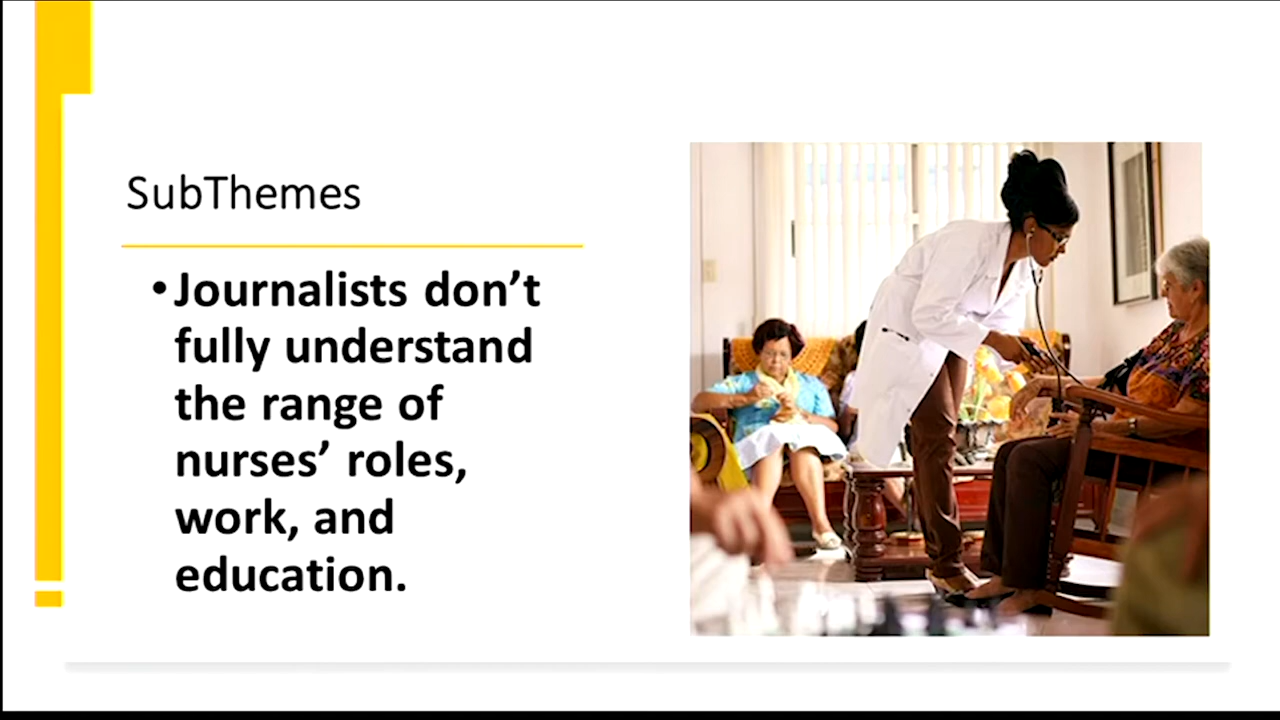 SubThemes
•Journalists don’t
fully understand
the range of
nurses’ roles,
work, and
education.